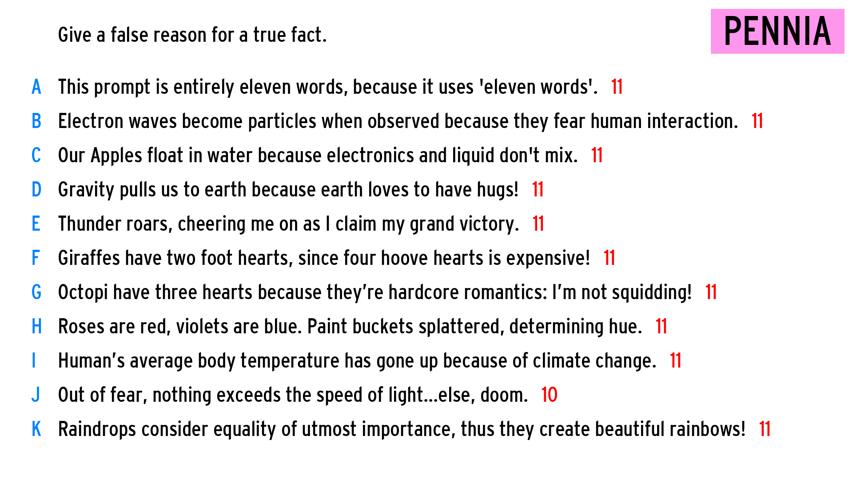 Give a false reason for a true fact.
PENNIA
A This prompt is entirely eleven words, because it uses 'eleven words'. 11
B Electron waves become particles when observed because they fear human interaction. 11
C Our Apples float in water because electronics and liquid don't mix. 11
D Gravity pulls us to earth because earth loves to have hugs! 11
E Thunder roars, cheering me on as I claim my grand victory. 11
F Giraffes have two foot hearts, since four hoove hearts is expensive! 11
G Octopi have three hearts because they’re hardcore romantics: I’m not squidding! 11
H Roses are red, violets are blue. Paint buckets splattered, determining hue. 11
I Human’s average body temperature has gone up because of climate change. 11
J Out of fear, nothing exceeds the speed of light...else, doom. 10
K Raindrops consider equality of utmost importance, thus they create beautiful rainbows! 11